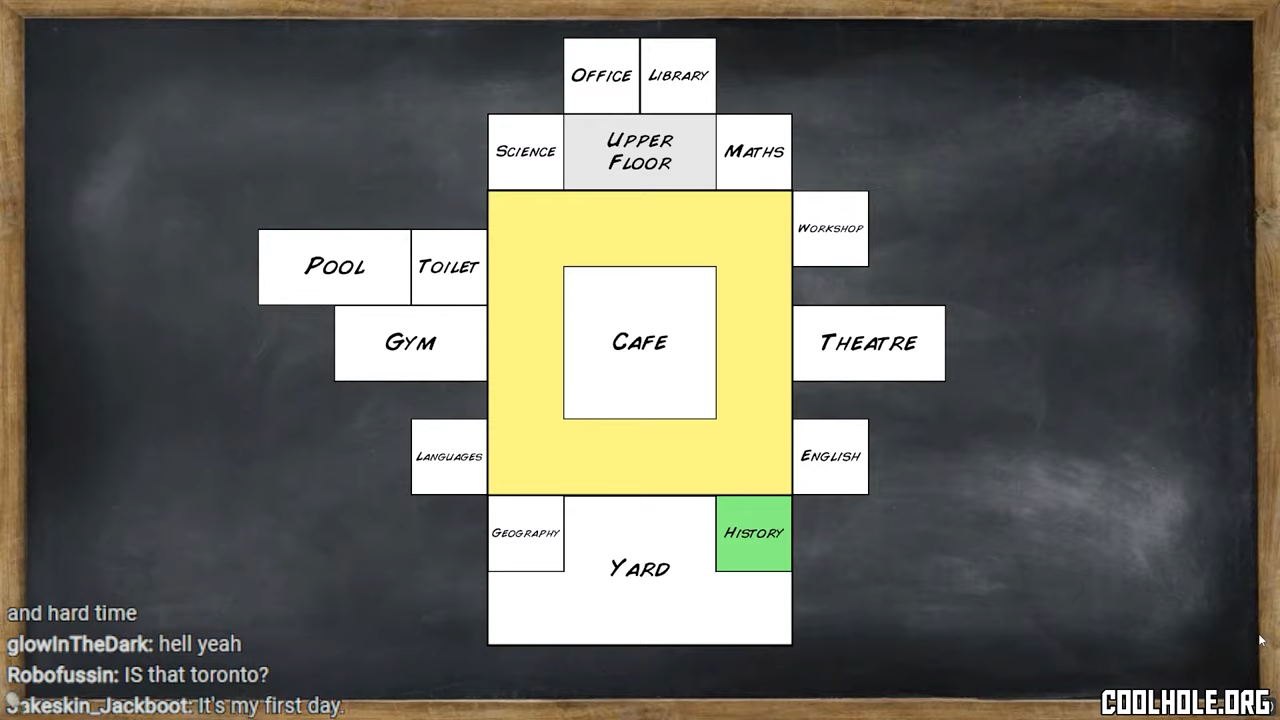 OFFICE
LIBRARY
SCIENCE
UPPER
FLOOR
MATHS
WORKSHOP
POOL
TOILET
GYM
CAFE
THEATRE
LANGUAGES
ENGLISH
GEOGRAPHY
HISTORY
YARD
and hard time
glowInTheDark: hell yeah
Robofussin: IS that toronto?
akeskin_Jackboot: It's my first day.
COOLHOLE.ORG